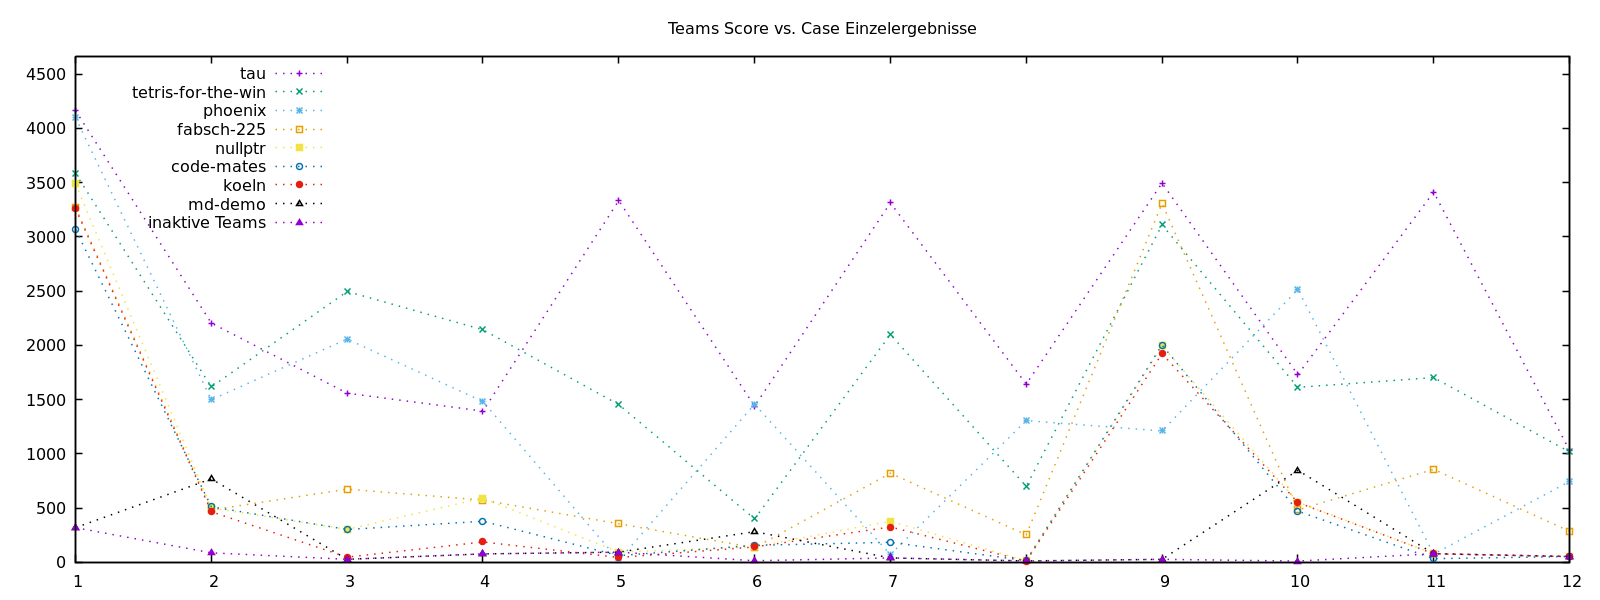 Teams Score vs. Case Einzelergebnisse
4500
4000
3500
3000
2500
2000
1500
1000
500
0
tau
tetris-for-the-win
phoenix
fabsch-225
nullptr
code-mates
koeln
md-demo
inaktive Teams
1 2 3 4 5 6 7 8 9 10 11 12